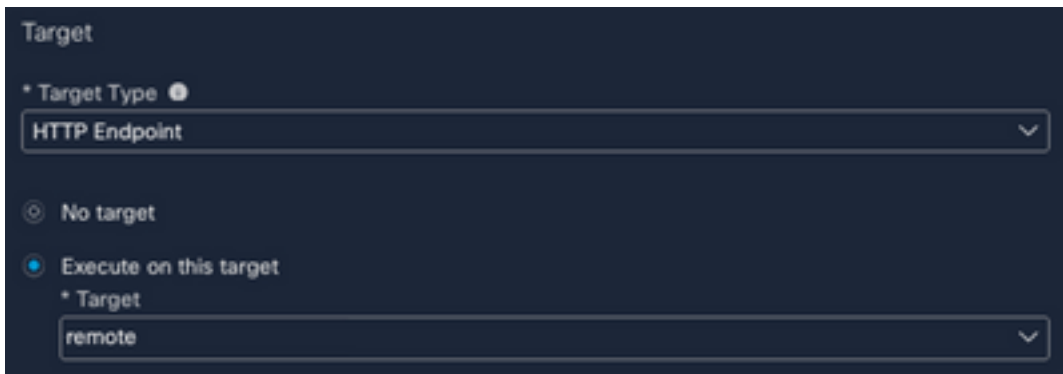 Target
* Target Type
HTTP Endpoint
No target
Execute on this target
* Target
remote